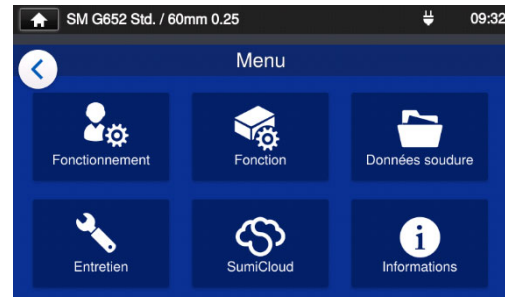 SM G652 Std. / 60mm 0.25 09:32
Menu
Fonctionnement Fonction Données soudure
Entretien SumiCloud Informations